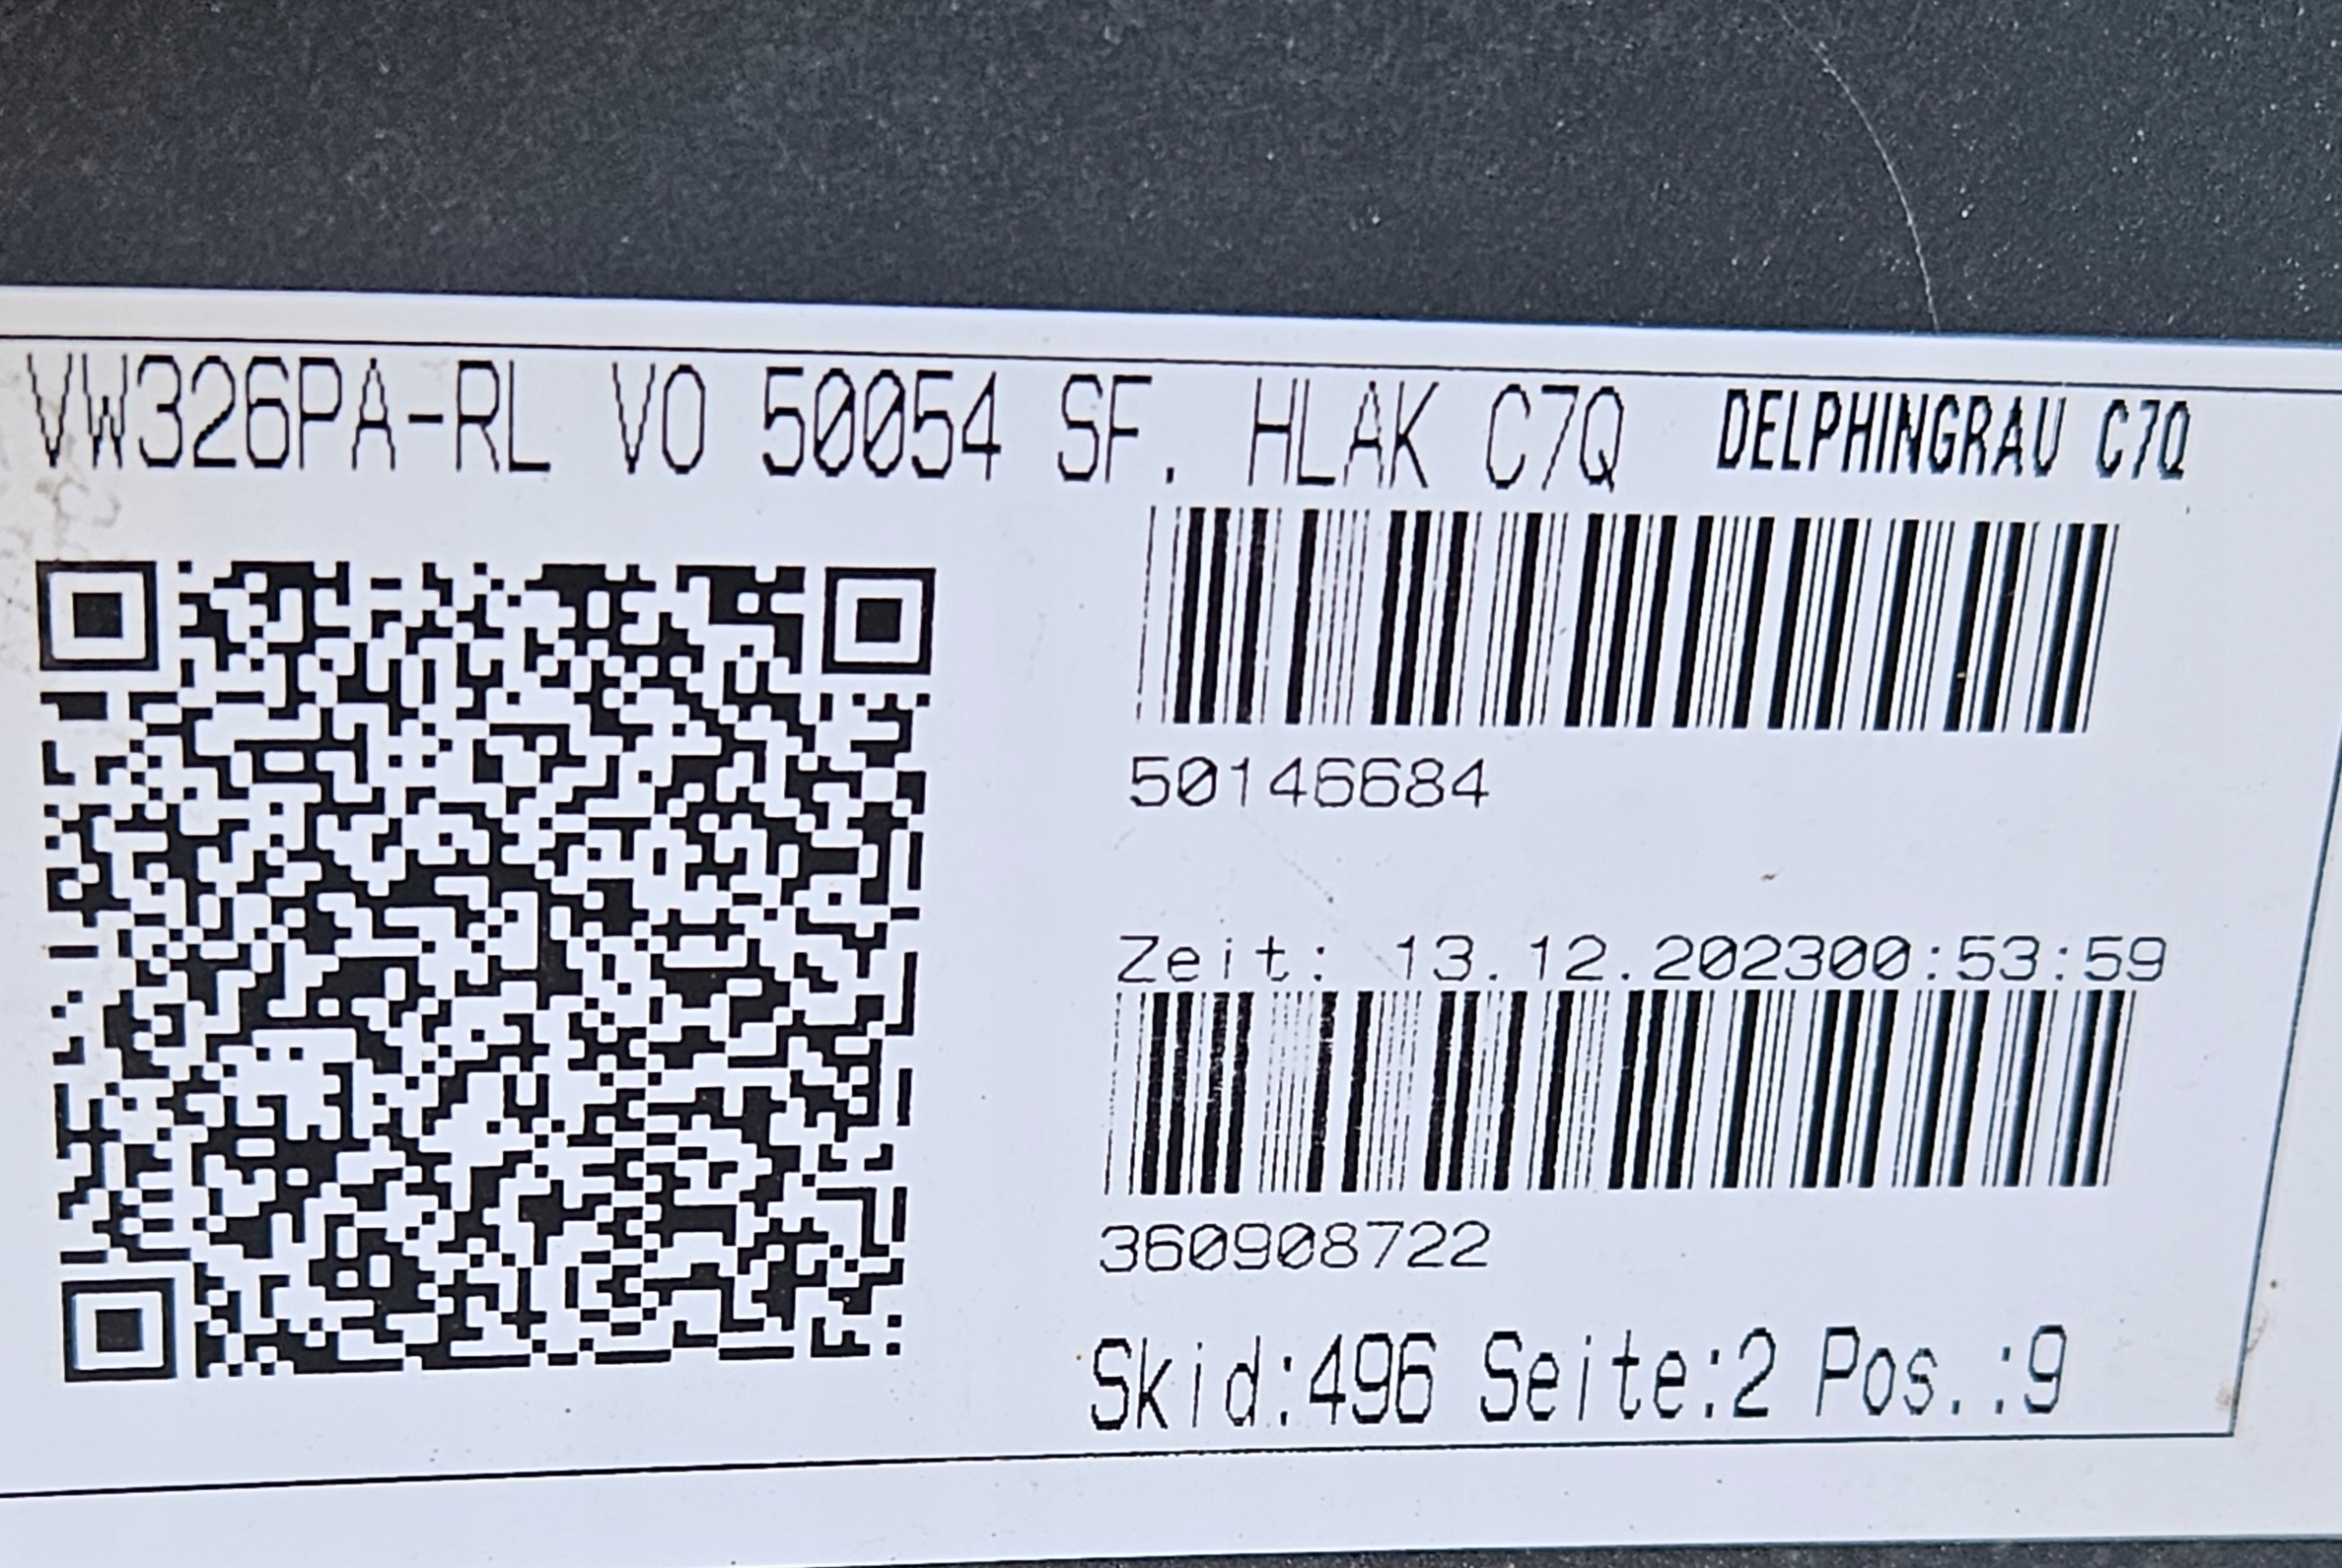 VW326PA-RL VO 50054 SF. HLAK C7Q DELPHINGRAU C7Q
50146684
Zeit: 13.12.202300:53:59
360908722
Skid:496 Seite:2 Pos.:9